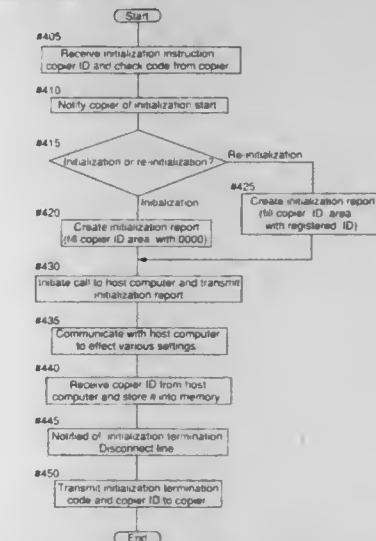 Start
#405
Receive initialization instruction
copier ID and check code from copier
#410
Notify copier of initialization start
#415
Initialization or re-initialization?
Re-initialization
Initialization
#425
Create initialization report
(fill copier ID area
with registered ID)
#420
Create initialization report
(fill copier ID area with 0000)
#430
Initiate call to host computer and transmit
initialization report
#435
Communicate with host computer
to effect various settings
#440
Receive copier ID from host
computer and store it into memory
#445
Notified of initialization termination
Disconnect line
#450
Transmit initialization termination
code and copier ID to copier
End